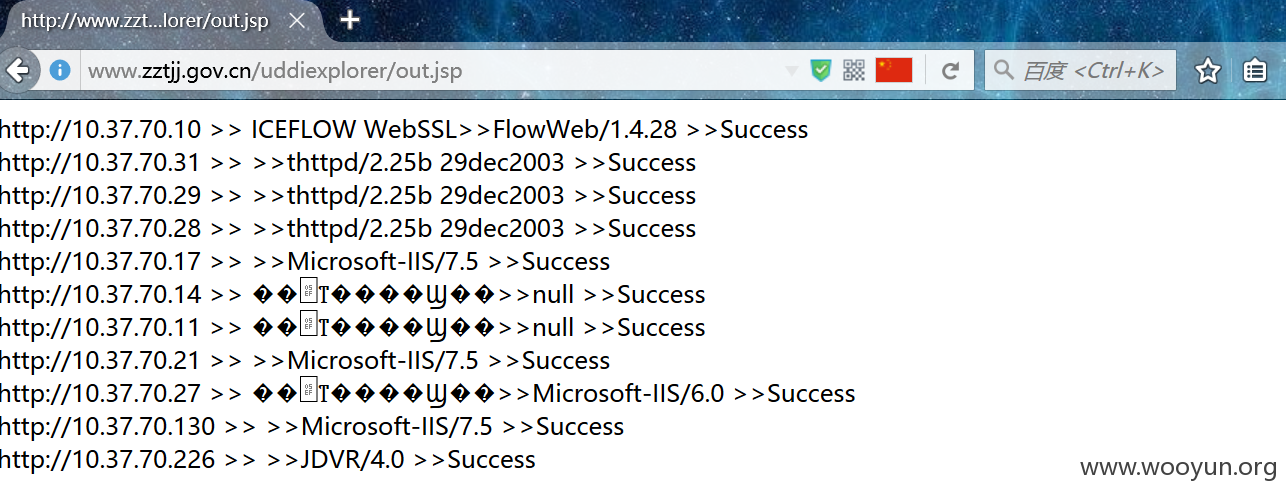 http://www.zzt...lorer/out.jsp
www.zztjj.gov.cn/uddiexplorer/out.jsp
百度 <Ctrl+K>
http://10.37.70.10 >> ICEFLOW WebSSL>>FlowWeb/1.4.28 >>Success
http://10.37.70.31 >> >>thttpd/2.25b 29dec2003 >>Success
http://10.37.70.29 >> >>thttpd/2.25b 29dec2003 >>Success
http://10.37.70.28 >> >>thttpd/2.25b 29dec2003 >>Success
http://10.37.70.17 >> >>Microsoft-IIS/7.5 >>Success
http://10.37.70.14 >> >>null >>Success
http://10.37.70.11 >> >>null >>Success
http://10.37.70.21 >> >>Microsoft-IIS/7.5 >>Success
http://10.37.70.27 >> >>Microsoft-IIS/6.0 >>Success
http://10.37.70.130 >> >>Microsoft-IIS/7.5 >>Success
http://10.37.70.226 >> >>JDVR/4.0 >>Success
www.wooyun.org